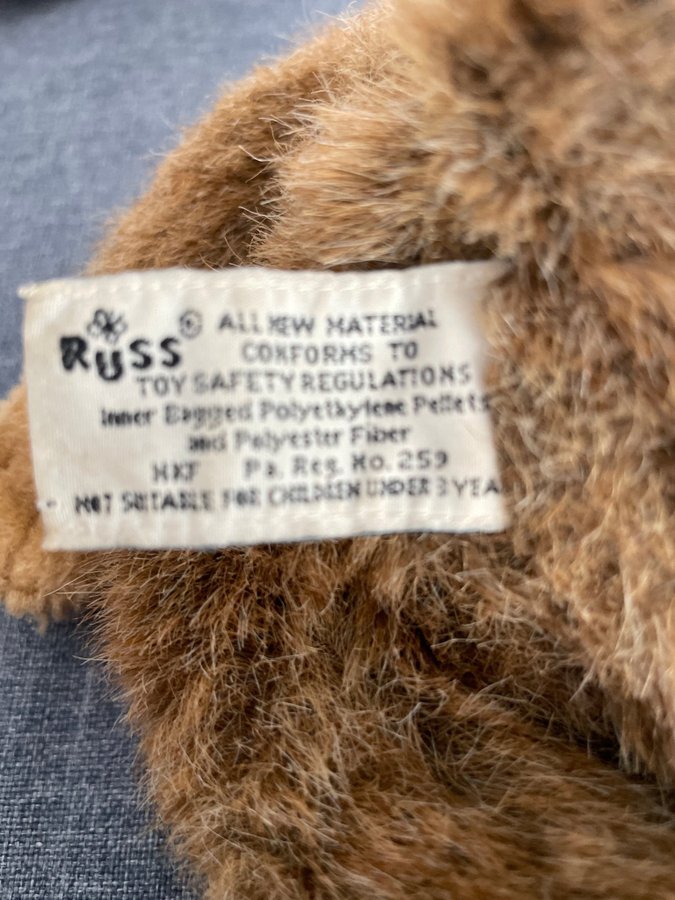 RUSS © ALL NEW MATERIAL
CONFORMS TO
TOY SAFETY REGULATIONS
Inner Bagged Polyethylene Pellets
and Polyester Fiber
Pa. Reg. No. 259
NOT SUITABLE FOR CHILDREN UNDER 3 YEA